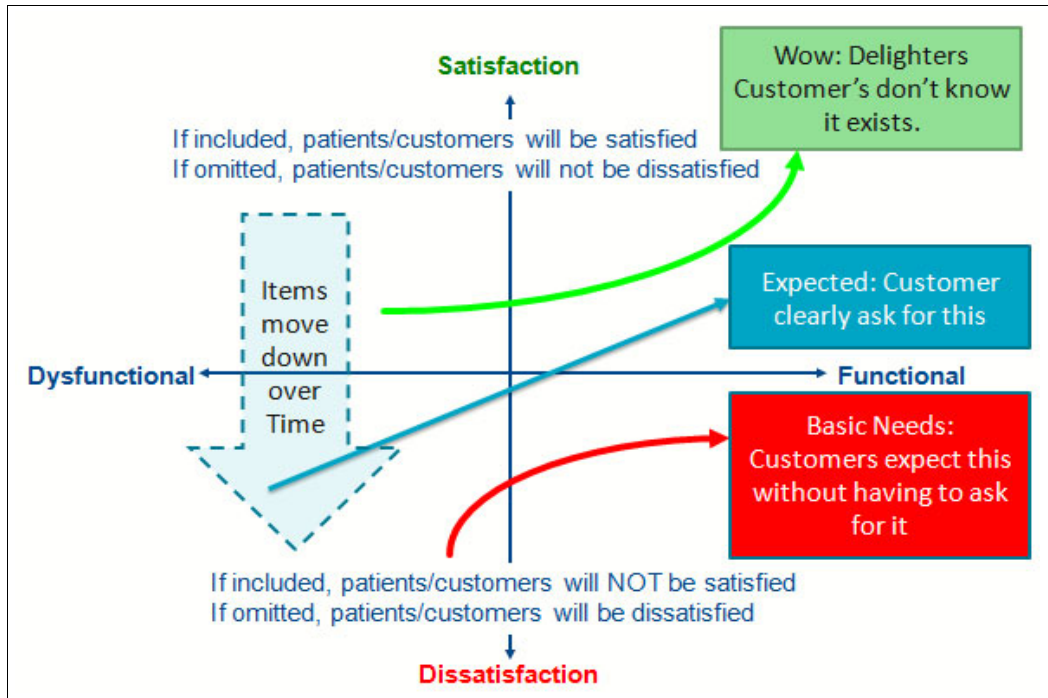 Satisfaction
If included, patients/customers will be satisfied
If omitted, patients/customers will not be dissatisfied
Wow: Delighters
Customer's don't know
it exists.
Items
move
down
over
Time
Expected: Customer
clearly ask for this
Dysfunctional
Functional
Basic Needs:
Customers expect this
without having to ask
for it
If included, patients/customers will NOT be satisfied
If omitted, patients/customers will be dissatisfied
Dissatisfaction